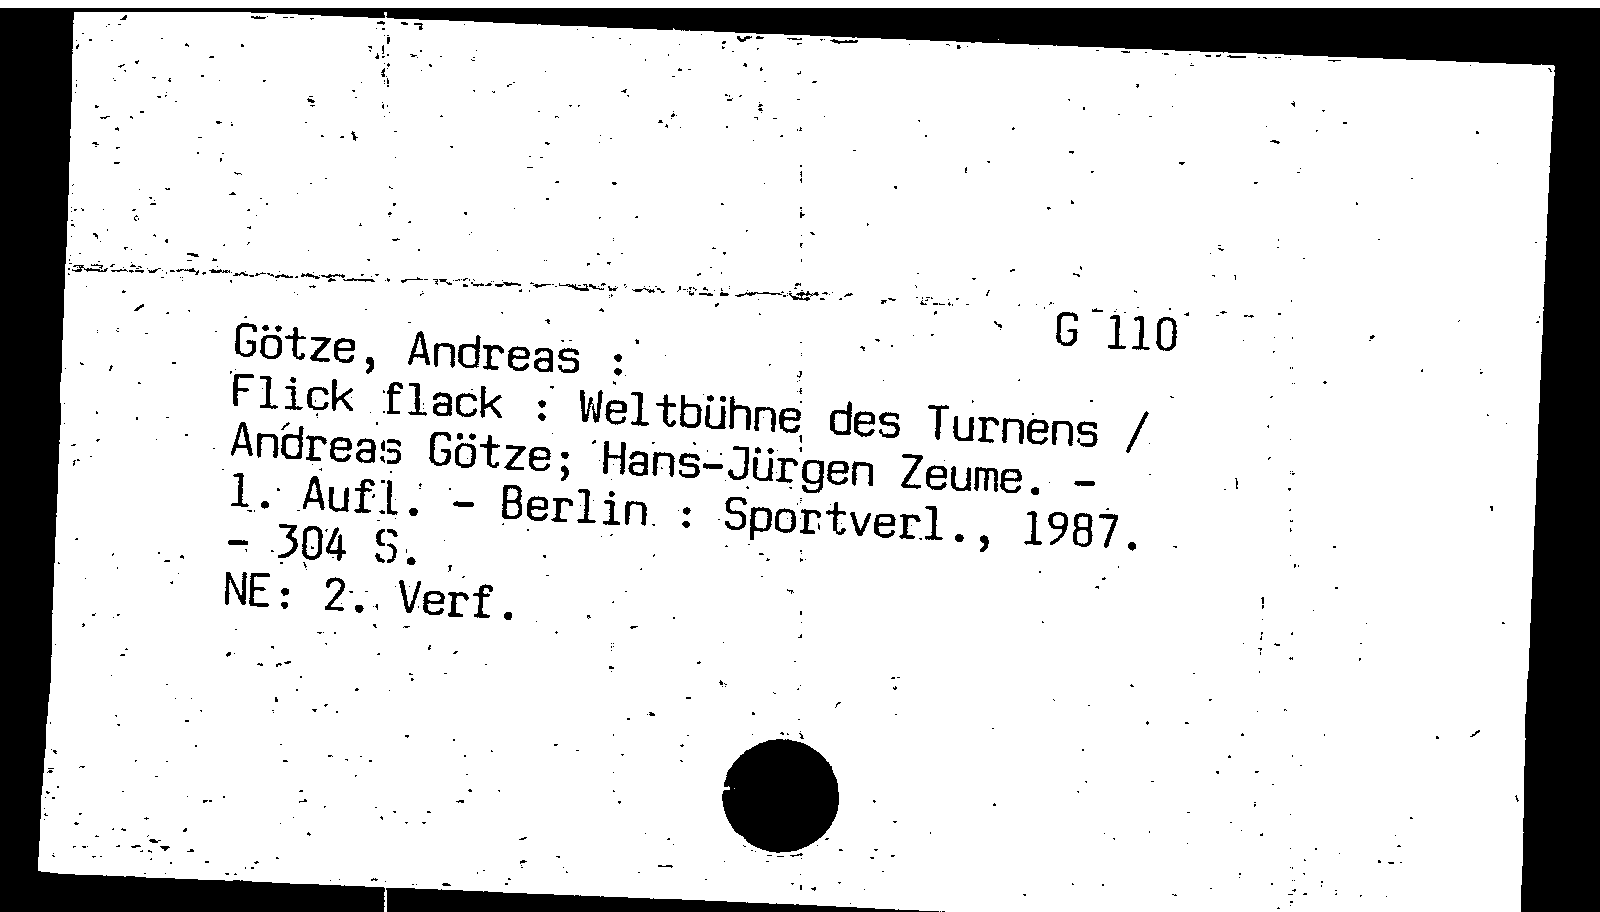 G 110
Götze, Andreas :
Flick flack : Weltbühne des Turnens /
Andreas Götze; Hans-Jürgen Zeume. -
1. Aufl. - Berlin : Sportverl., 1987.
- 304 S.
NE: 2. Verf.